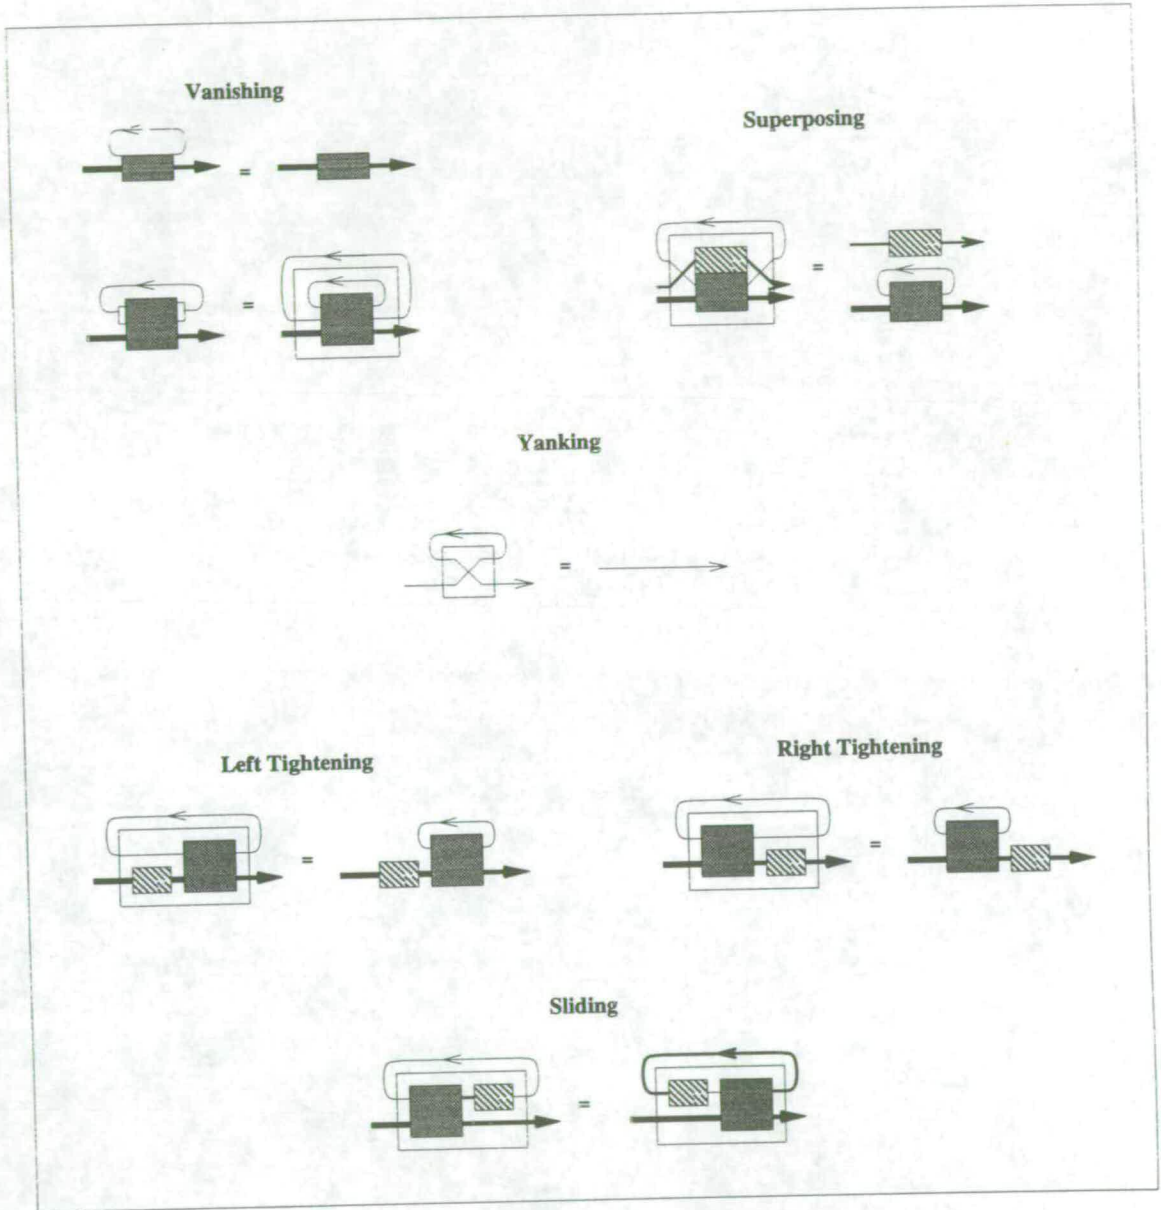 Vanishing
Superposing
=
=
=
Yanking
=
Left Tightening
Right Tightening
=
=
Sliding
=